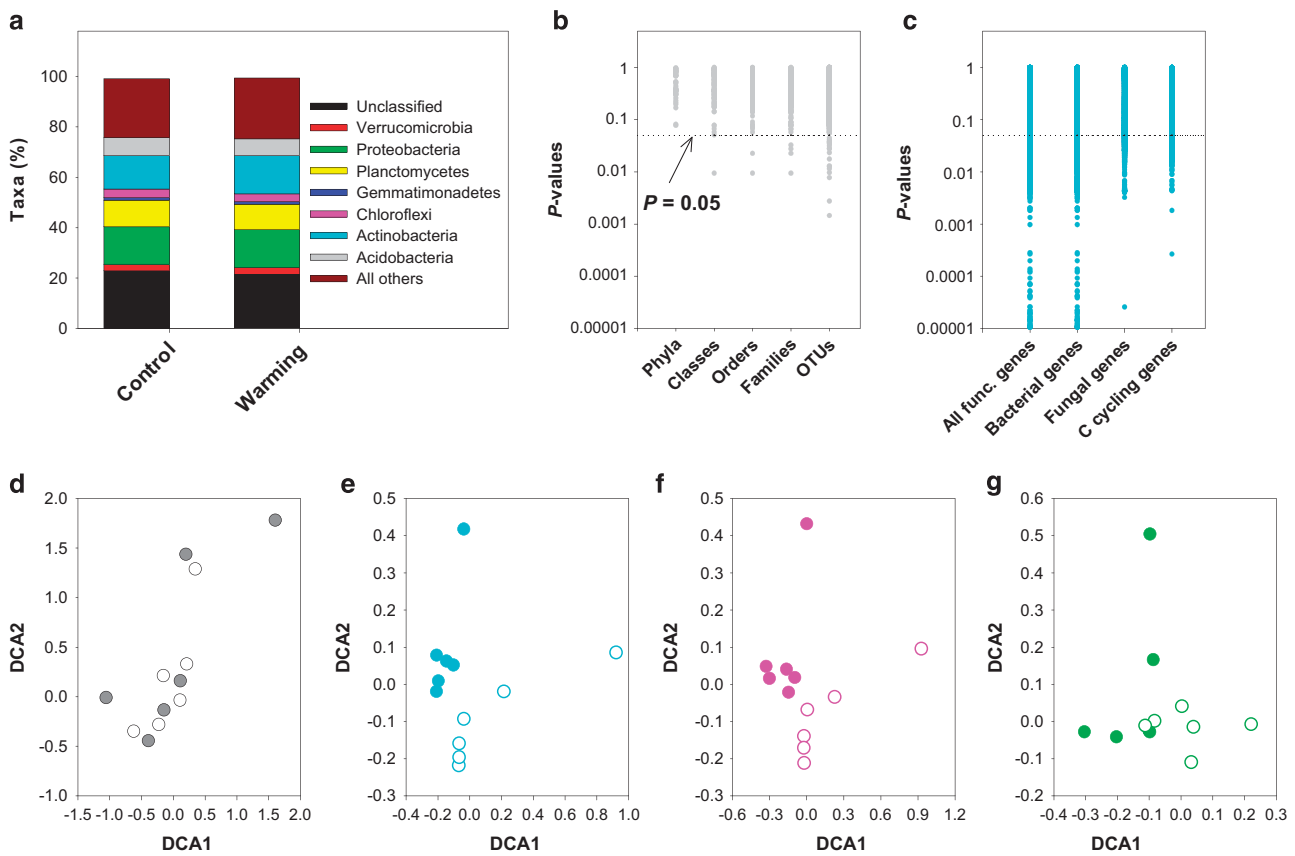 a
Taxa (%)
100
80
60
40
20
0
Control
Warming
Unclassified
Verrucomicrobia
Proteobacteria
Planctomycetes
Gemmatimonadetes
Chloroflexi
Actinobacteria
Acidobacteria
All others
b
P-values
1
0.1
0.01
0.001
0.0001
0.00001
P = 0.05
Phyla
Classes
Orders
Families
OTUs
c
P-values
1
0.1
0.01
0.001
0.0001
0.00001
All func. genes
Bacterial genes
Fungal genes
C cycling genes
d
DCA2
2.0
1.5
1.0
0.5
0.0
-0.5
-1.0
-1.5 -1.0 -0.5 0.0 0.5 1.0 1.5 2.0
DCA1
e
DCA2
0.5
0.4
0.3
0.2
0.1
0.0
-0.1
-0.2
-0.3
-0.4 -0.2 0.0 0.2 0.4 0.6 0.8 1.0
DCA1
f
DCA2
0.5
0.4
0.3
0.2
0.1
0.0
-0.1
-0.2
-0.3
-0.6 -0.3 0.0 0.3 0.6 0.9 1.2
DCA1
g
DCA2
0.6
0.5
0.4
0.3
0.2
0.1
0.0
-0.1
-0.2
-0.4 -0.3 -0.2 -0.1 0.0 0.1 0.2 0.3
DCA1